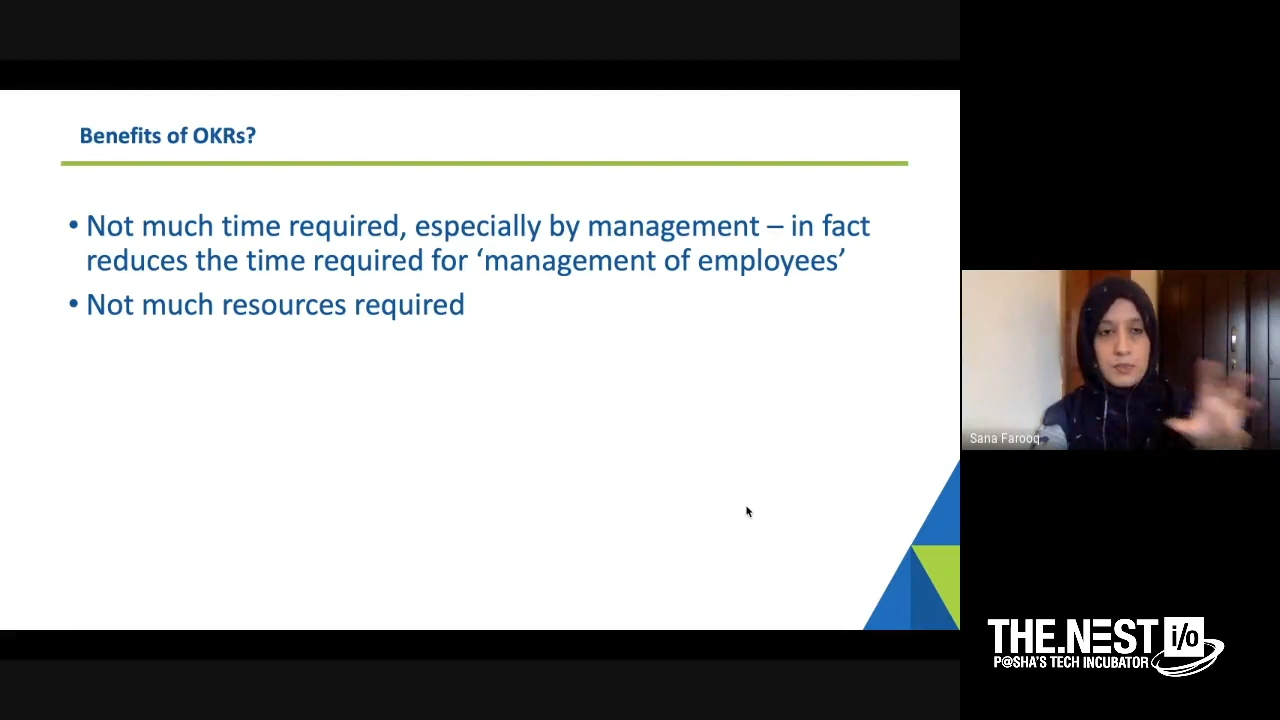 Benefits of OKRs?
• Not much time required, especially by management – in fact
reduces the time required for ‘management of employees’
• Not much resources required
Sana Farooq
THE.NEST i/o
P@SHA'S TECH INCUBATOR